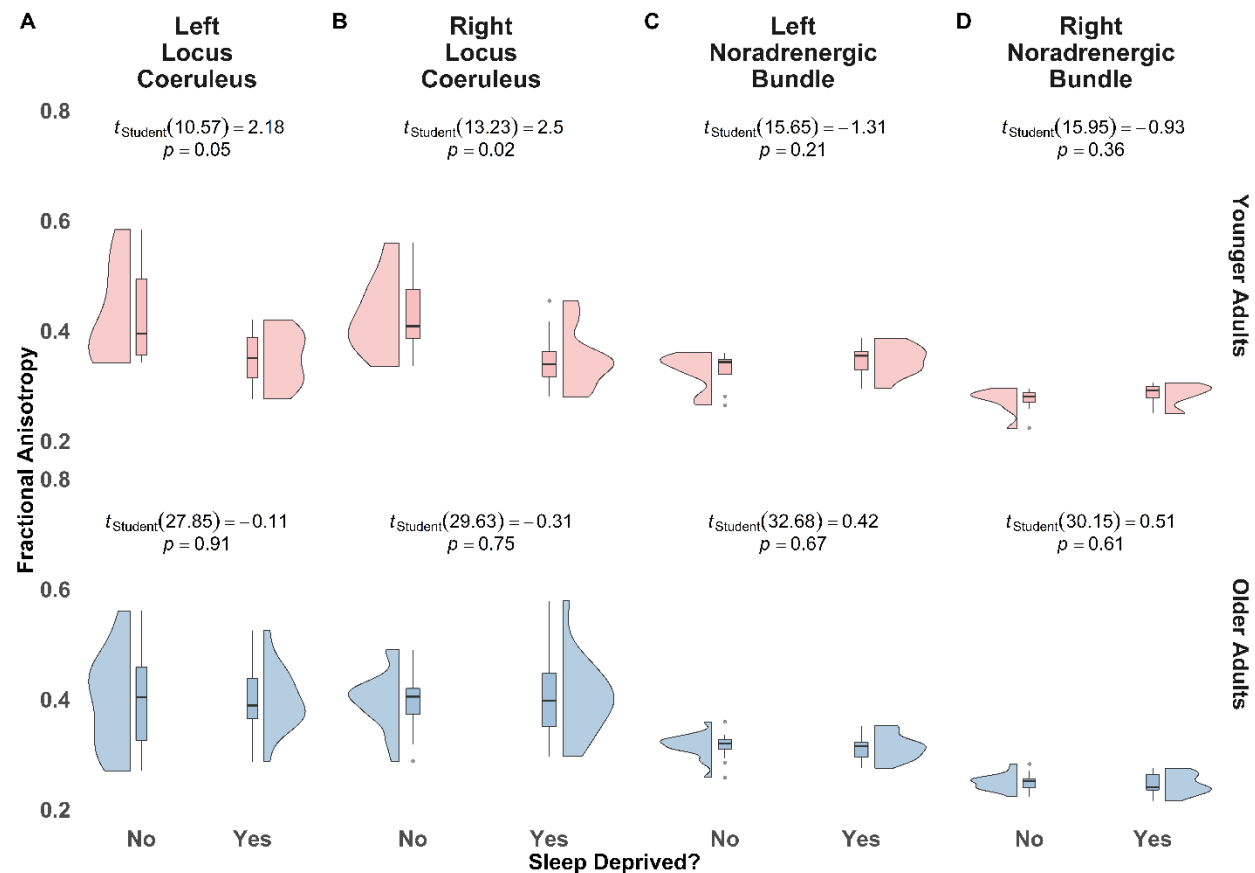 A
Left
Locus
Coeruleus
B
Right
Locus
Coeruleus
C
Left
Noradrenergic
Bundle
D
Right
Noradrenergic
Bundle
Fractional Anisotropy
0.8
0.6
0.4
0.2
tStudent(10.57) = 2.18
p = 0.05
tStudent(13.23) = 2.5
p = 0.02
tStudent(15.65) = −1.31
p = 0.21
tStudent(15.95) = −0.93
p = 0.36
Younger Adults
0.8
0.6
0.4
0.2
tStudent(27.85) = −0.11
p = 0.91
tStudent(29.63) = −0.31
p = 0.75
tStudent(32.68) = 0.42
p = 0.67
tStudent(30.15) = 0.51
p = 0.61
Older Adults
No Yes No Yes No Yes No Yes
Sleep Deprived?